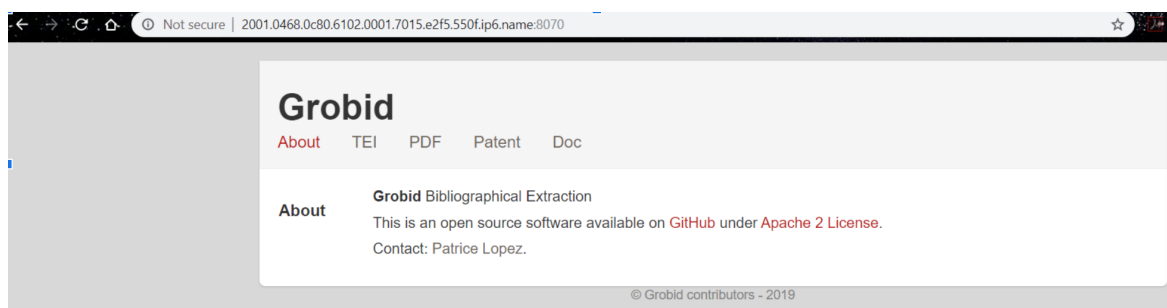 Not secure | 2001.0468.0c80.6102.0001.7015.e2f5.550f.ip6.name:8070
Grobid
About TEI PDF Patent Doc
About
Grobid Bibliographical Extraction
This is an open source software available on GitHub under Apache 2 License.
Contact: Patrice Lopez.
© Grobid contributors - 2019